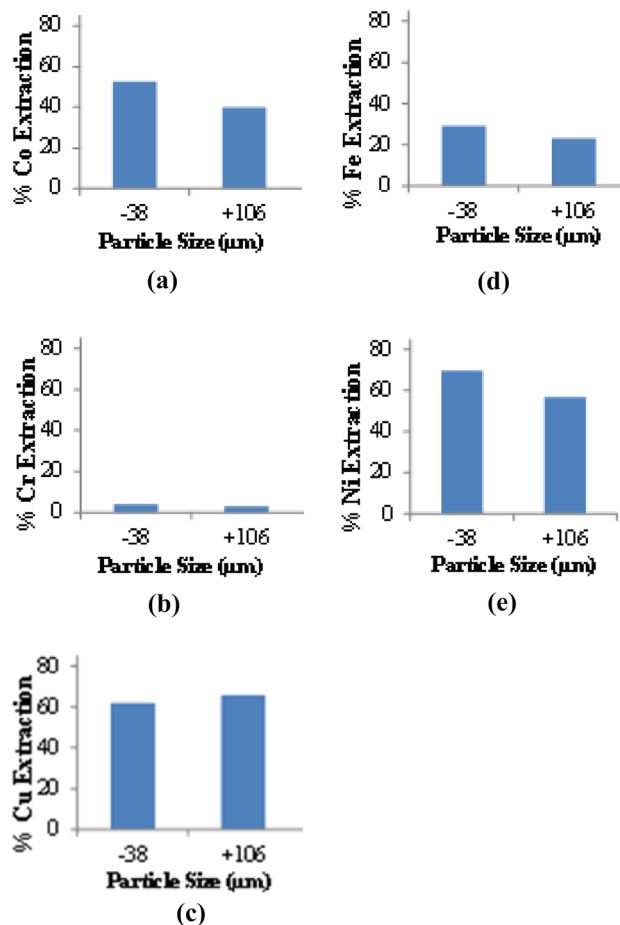 % Co Extraction
80
60
40
20
0
-38 +106
Particle Size (µm)
(a)
% Fe Extraction
80
60
40
20
0
-38 +106
Particle Size (µm)
(d)
% Cr Extraction
80
60
40
20
0
-38 +106
Particle Size (µm)
(b)
% Ni Extraction
80
60
40
20
0
-38 +106
Particle Size (µm)
(e)
% Cu Extraction
80
60
40
20
0
-38 +106
Particle Size (µm)
(c)